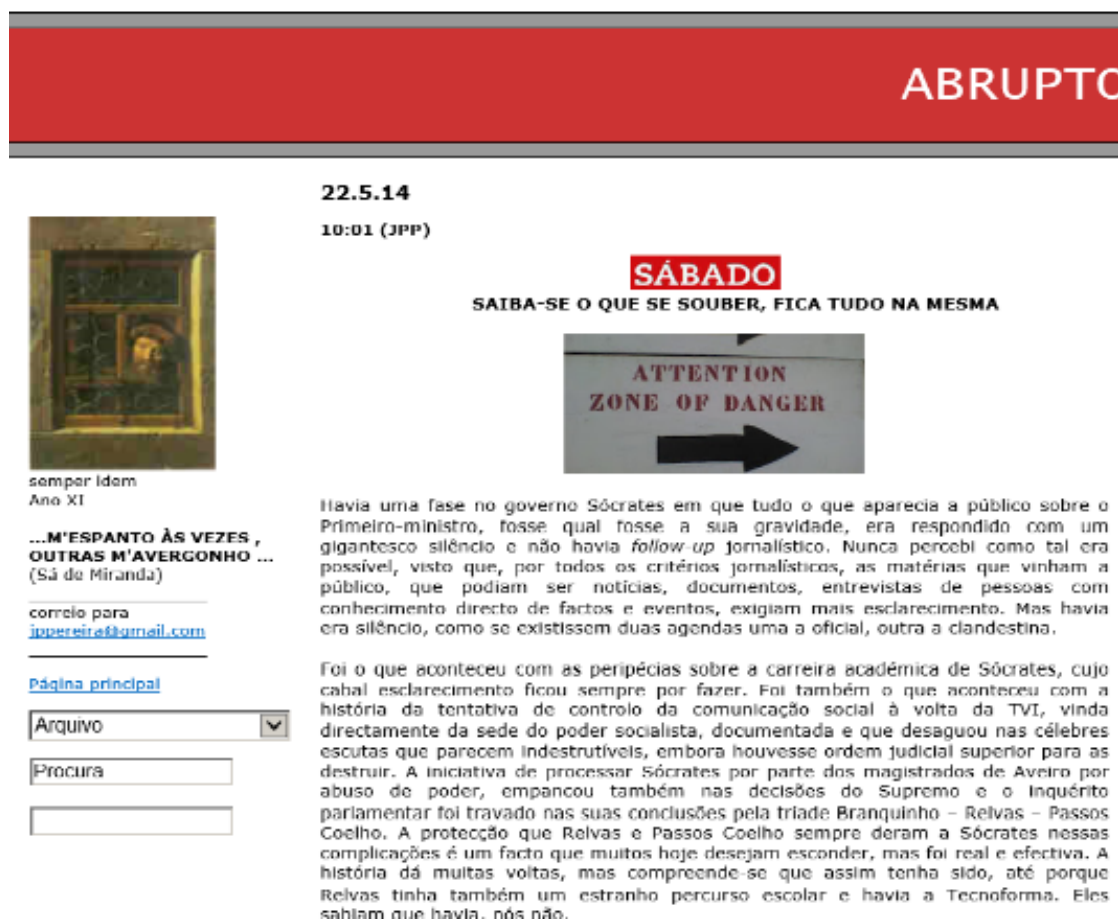 ABRUPTO
22.5.14
10:01 (JPP)
SÁBADO
SAIBA-SE O QUE SE SOUBER, FICA TUDO NA MESMA
ATTENTION
ZONE OF DANGER
semper idem
Ano XI
...M'ESPANTO ÀS VEZES ,
OUTRAS M'AVERGONHO ...
(Sá de Miranda)
correio para
jppereira@gmail.com
Página principal
Arquivo
Procura
Havia uma fase no governo Sócrates em que tudo o que aparecia a público sobre o
Primeiro-ministro, fosse qual fosse a sua gravidade, era respondido com um
gigantesco silêncio e não havia follow-up jornalístico. Nunca percebi como tal era
possível, visto que, por todos os critérios jornalísticos, as matérias que vinham a
público, que podiam ser notícias, documentos, entrevistas de pessoas com
conhecimento directo de factos e eventos, exigiam mais esclarecimento. Mas havia
era silêncio, como se existissem duas agendas uma a oficial, outra a clandestina.
Foi o que aconteceu com as peripécias sobre a carreira académica de Sócrates, cujo
cabal esclarecimento ficou sempre por fazer. Foi também o que aconteceu com a
história da tentativa de controlo da comunicação social à volta da TVI, vinda
directamente da sede do poder socialista, documentada e que desaguou nas célebres
escutas que parecem indestrutíveis, embora houvesse ordem judicial superior para as
destruir. A iniciativa de processar Sócrates por parte dos magistrados de Aveiro por
abuso de poder, empancou também nas decisões do Supremo e o inquérito
parlamentar foi travado nas suas conclusões pela tríade Branquinho – Relvas – Passos
Coelho. A protecção que Relvas e Passos Coelho sempre deram a Sócrates nessas
complicações é um facto que muitos hoje desejam esconder, mas foi real e efectiva. A
história dá muitas voltas, mas compreende-se que assim tenha sido, até porque
Relvas tinha também um estranho percurso escolar e havia a Tecnoforma. Eles
sabiam que havia, nós não.